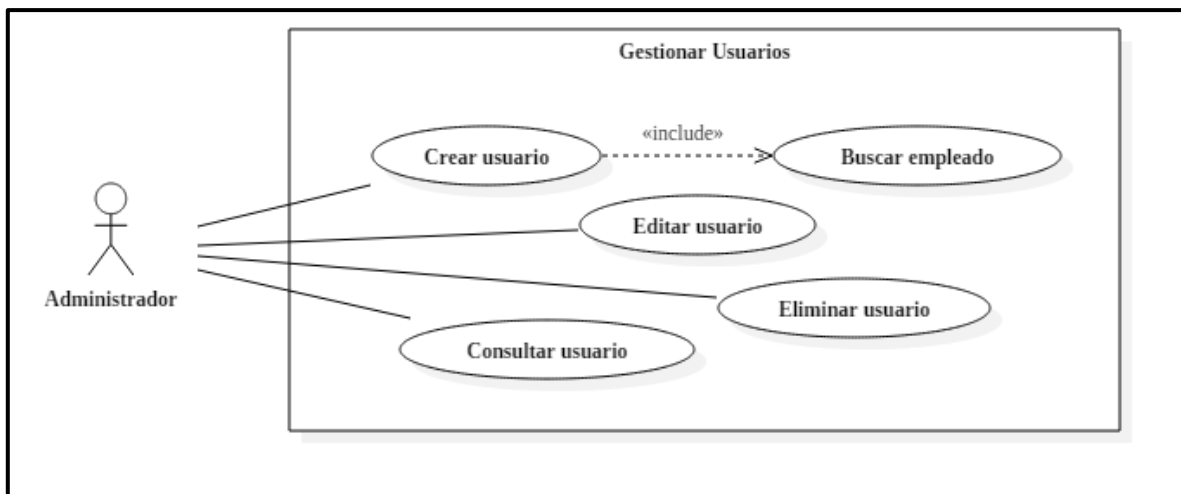 Gestionar Usuarios
«include»
Crear usuario
Buscar empleado
Editar usuario
Administrador
Eliminar usuario
Consultar usuario